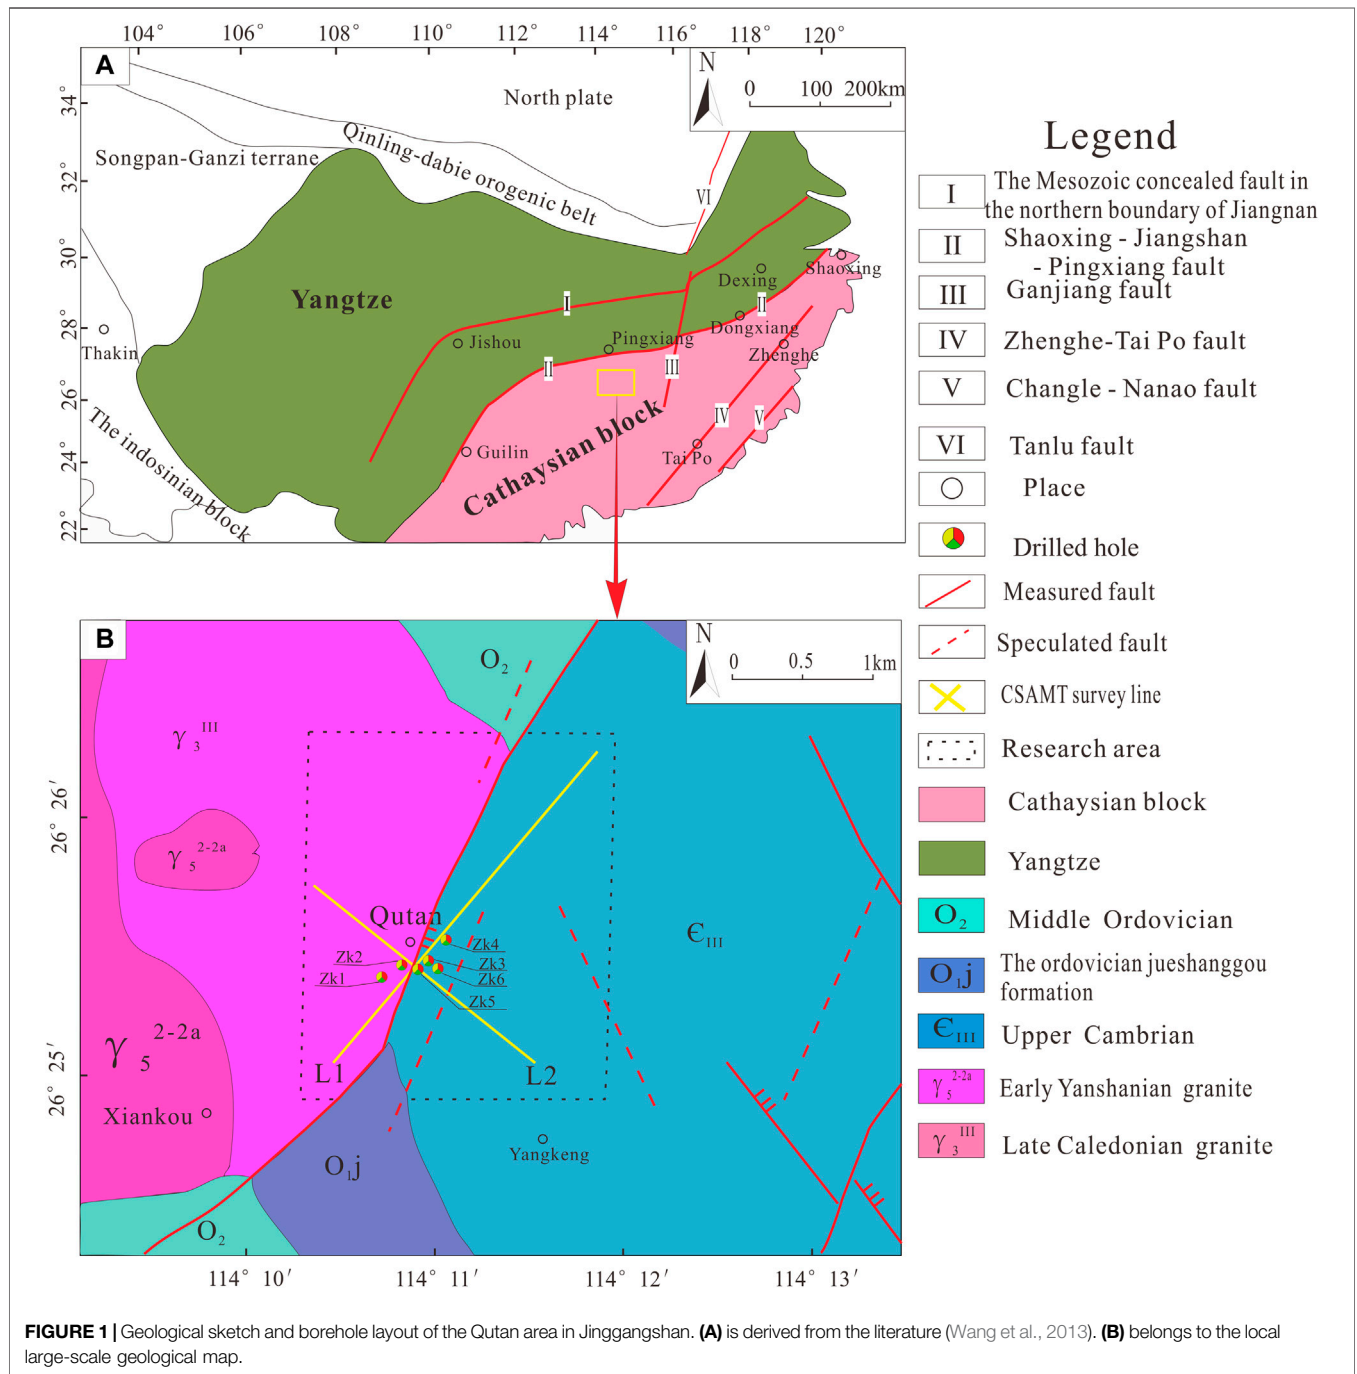 104°
106°
108°
110°
112°
114°
116°
118°
120°
A
N
0
100
200km
North plate
34°
32°
30°
28°
26°
24°
22°
Qinling-dabie orogenic belt
Songpan-Ganzi terrane
VI
Yangtze
I
Dexing
Shaoxing
II
Dongxiang
Zhenghe
Jishou
Pingxiang
Thakin
II
III
IV
V
The indosinian block
Guilin
Cathaysian block
Tai Po
Legend
I
The Mesozoic concealed fault in
the northern boundary of Jiangnan
II
Shaoxing - Jiangshan
- Pingxiang fault
III
Ganjiang fault
IV
Zhenghe-Tai Po fault
V
Changle - Nanao fault
VI
Tanlu fault
Place
Drilled hole
Measured fault
Speculated fault
CSAMT survey line
Research area
Cathaysian block
Yangtze
O2
Middle Ordovician
O1j
The ordovician jueshanggou
formation
ЄIII
Upper Cambrian
γ5 2-2a
Early Yanshanian granite
γ3 III
Late Caledonian granite
B
N
0
0.5
1km
O2
γ3 III
γ5 2-2a
Qutan
ЄIII
Zk4
Zk2
Zk3
Zk1
Zk6
Zk5
γ5 2-2a
L1
L2
Xiankou
Yangkeng
O1j
O2
26° 26′
26° 25′
114° 10′
114° 11′
114° 12′
114° 13′
FIGURE 1 | Geological sketch and borehole layout of the Qutan area in Jinggangshan. (A) is derived from the literature (Wang et al., 2013). (B) belongs to the local
large-scale geological map.